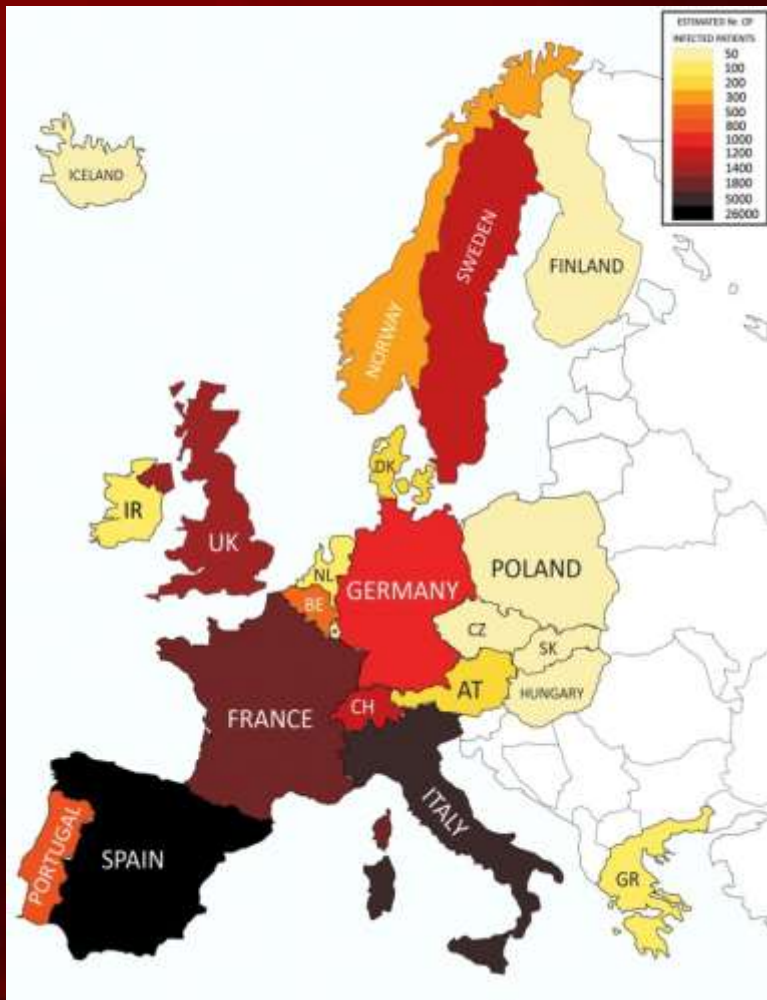 ESTIMATED Nr. OF
INFECTED PATIENTS
50
100
200
300
500
800
1000
1200
1400
1800
5000
26000
ICELAND
SWEDEN
FINLAND
NORWAY
DK
IR
UK
NL
GERMANY
POLAND
BE
CZ
SK
AT
HUNGARY
FRANCE
CH
ITALY
PORTUGAL
SPAIN
GR